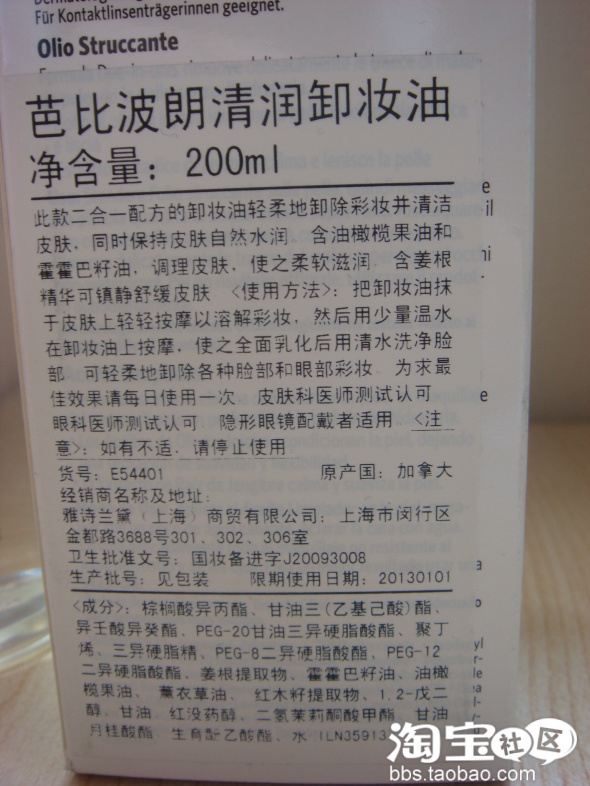 Für Kontaktlinsenträgerinnen geeignet.
Olio Struccante
芭比波朗清润卸妆油
净含量：200ml
此款二合一配方的卸妆油轻柔地卸除彩妆并清洁
皮肤，同时保持皮肤自然水润．含油橄榄果油和
霍霍巴籽油，调理皮肤，使之柔软滋润．含姜根
精华可镇静舒缓皮肤．<使用方法>：把卸妆油抹
于皮肤上轻轻按摩以溶解彩妆，然后用少量温水
在卸妆油上按摩，使之全面乳化后用清水洗净脸
部．可轻柔地卸除各种脸部和眼部彩妆．为求最
佳效果请每日使用一次．皮肤科医师测试认可．
眼科医师测试认可．隐形眼镜配戴者适用．<注
意>：如有不适．请停止使用
货号：E54401 原产国：加拿大
经销商名称及地址：
雅诗兰黛（上海）商贸有限公司；上海市闵行区
金都路3688号301、302、306室
卫生批准文号：国妆备进字J20093008
生产批号：见包装 限期使用日期：20130101
<成分>：棕榈酸异丙酯、甘油三(乙基己酸)酯、
异壬酸异癸酯、PEG-20甘油三异硬脂酸酯、聚丁
烯、三异硬脂精、PEG-8二异硬脂酸酯、PEG-12
二异硬脂酸酯、姜根提取物、霍霍巴籽油、油橄
榄果油、薰衣草油、红木籽提取物、1,2-戊二
醇、甘油、红没药醇、二氢茉莉酮酸甲酯、甘油
月桂酸酯、生育酚乙酸酯、水 ILN35913
淘宝社区
bbs.taobao.com